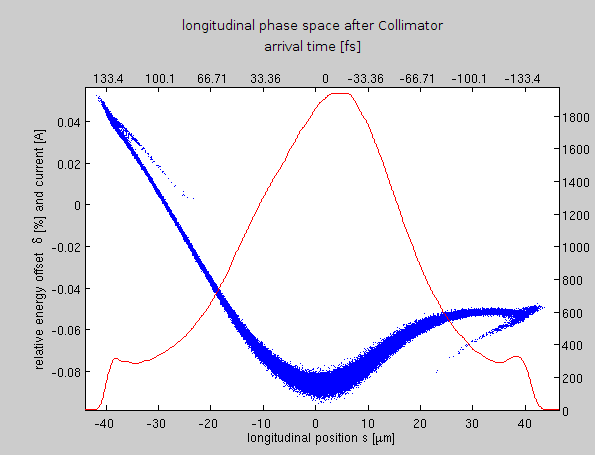 longitudinal phase space after Collimator
arrival time [fs]
133.4 100.1 66.71 33.36 0 -33.36 -66.71 -100.1 -133.4
relative energy offset δ [%] and current [A]
0.04
0.02
0
-0.02
-0.04
-0.06
-0.08
1800
1600
1400
1200
1000
800
600
400
200
0
-40 -30 -20 -10 0 10 20 30 40
longitudinal position s [μm]